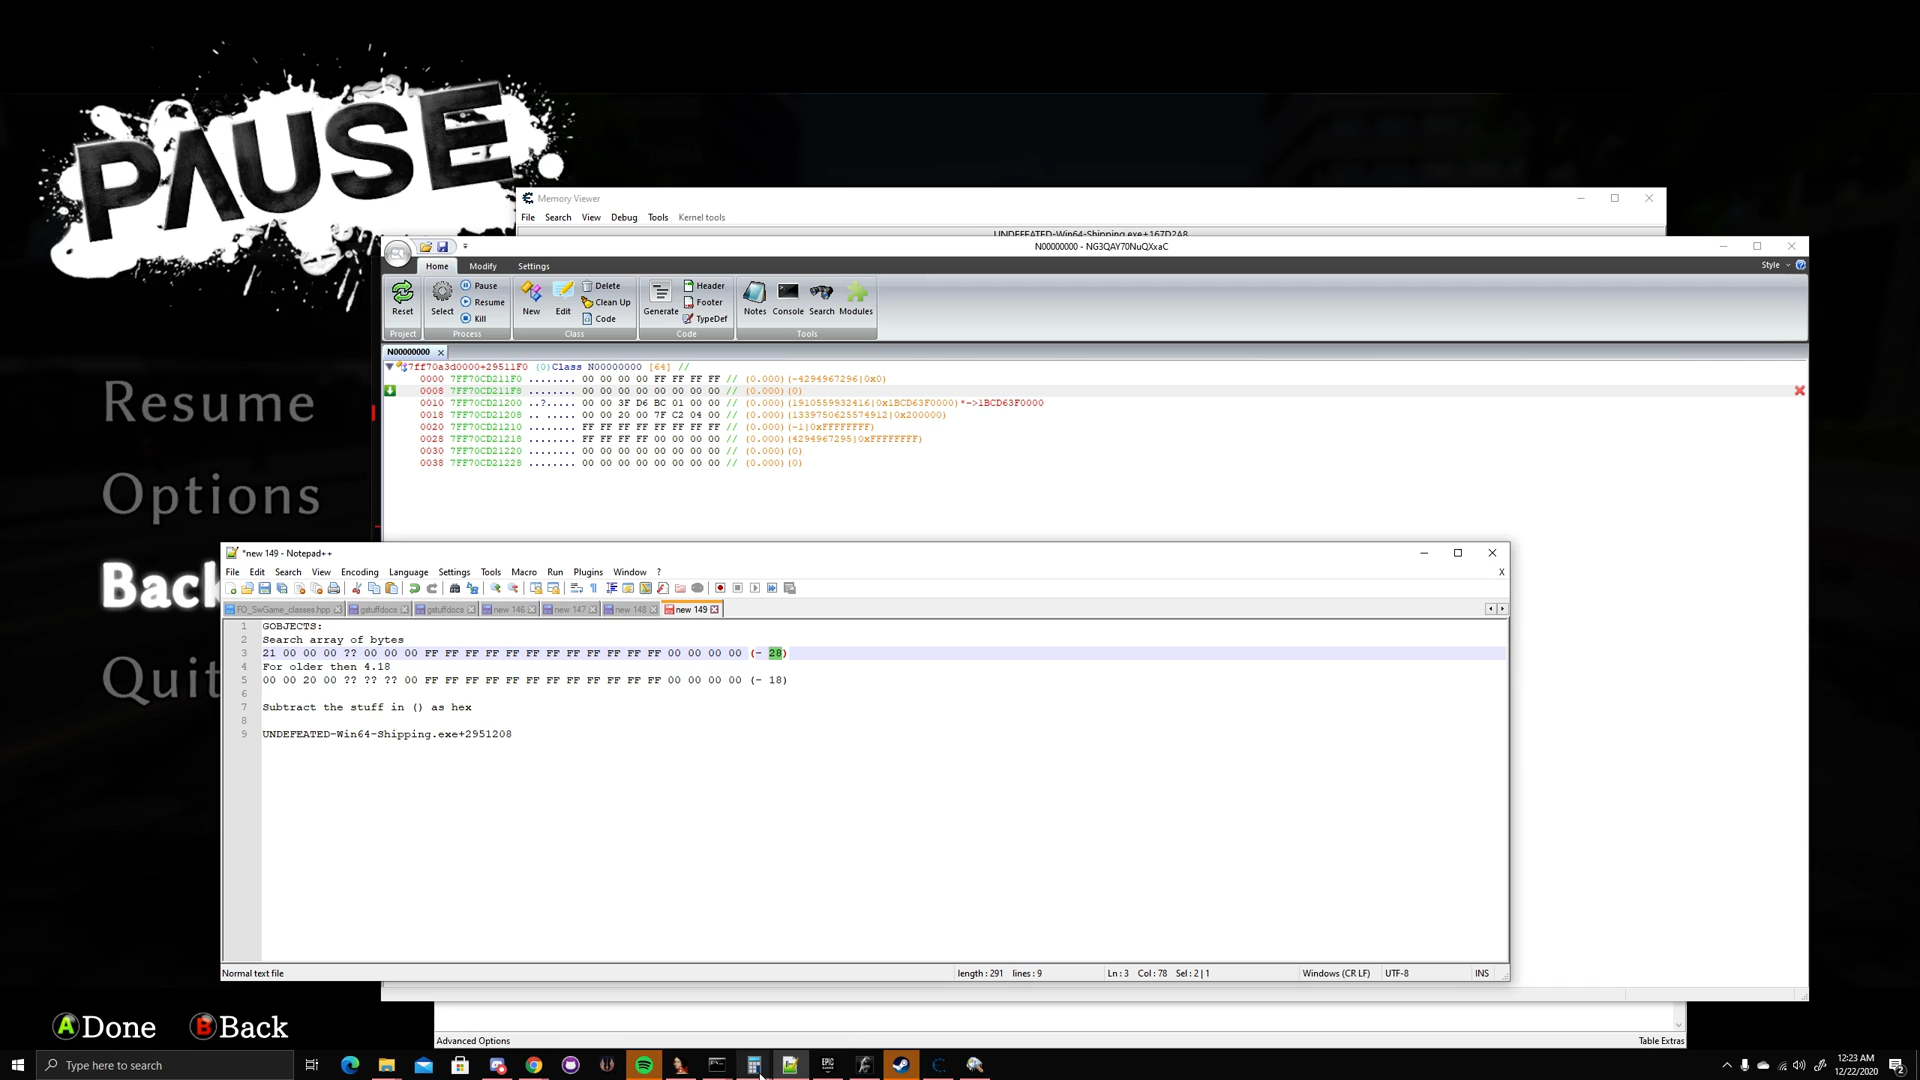 PAUSE
Resume
Options
Back
Quit
Memory Viewer
File Search View Debug Tools Kernel tools
UNDEFEATED-Win64-Shipping.exe+167D2A8
N00000000 - NG3QAY70NuQXxaC
Home Modify Settings
Style
Reset
Project
Select
Pause
Resume
Kill
Process
New
Edit
Delete
Clean Up
Code
Class
Generate
Header
Footer
TypeDef
Code
Notes Console Search Modules
Tools
N00000000
7ff70a3d0000+29511F0 (0)Class N00000000 [64] //
0000 7FF70CD211F0 ........ 00 00 00 00 FF FF FF FF // (0.000)(-4294967296|0x0)
0008 7FF70CD211F8 ........ 00 00 00 00 00 00 00 00 // (0.000)(0)
0010 7FF70CD21200 ..?..... 00 00 3F D6 BC 01 00 00 // (0.000)(1910559932416|0x1BCD63F0000)*->1BCD63F0000
0018 7FF70CD21208 .. ..... 00 00 20 00 7F C2 04 00 // (0.000)(1339750625574912|0x200000)
0020 7FF70CD21210 ........ FF FF FF FF FF FF FF FF // (0.000)(-1|0xFFFFFFFF)
0028 7FF70CD21218 ........ FF FF FF FF 00 00 00 00 // (0.000)(4294967295|0xFFFFFFFF)
0030 7FF70CD21220 ........ 00 00 00 00 00 00 00 00 // (0.000)(0)
0038 7FF70CD21228 ........ 00 00 00 00 00 00 00 00 // (0.000)(0)
*new 149 - Notepad++
File Edit Search View Encoding Language Settings Tools Macro Run Plugins Window ?
X
FO_SwGame_classes.hpp gstuffdocs gstuffdocs new 146 new 147 new 148 new 149
1 GOBJECTS:
2 Search array of bytes
3 21 00 00 00 ?? 00 00 00 FF FF FF FF FF FF FF FF FF FF FF FF 00 00 00 00 (- 28)
4 For older then 4.18
5 00 00 20 00 ?? ?? ?? 00 FF FF FF FF FF FF FF FF FF FF FF FF 00 00 00 00 (- 18)
6
7 Subtract the stuff in () as hex
8
9 UNDEFEATED-Win64-Shipping.exe+2951208
Normal text file length : 291 lines : 9 Ln : 3 Col : 78 Sel : 2 | 1 Windows (CR LF) UTF-8 INS
A Done B Back
Advanced Options Table Extras
Type here to search
EPIC
12:23 AM
12/22/2020
2